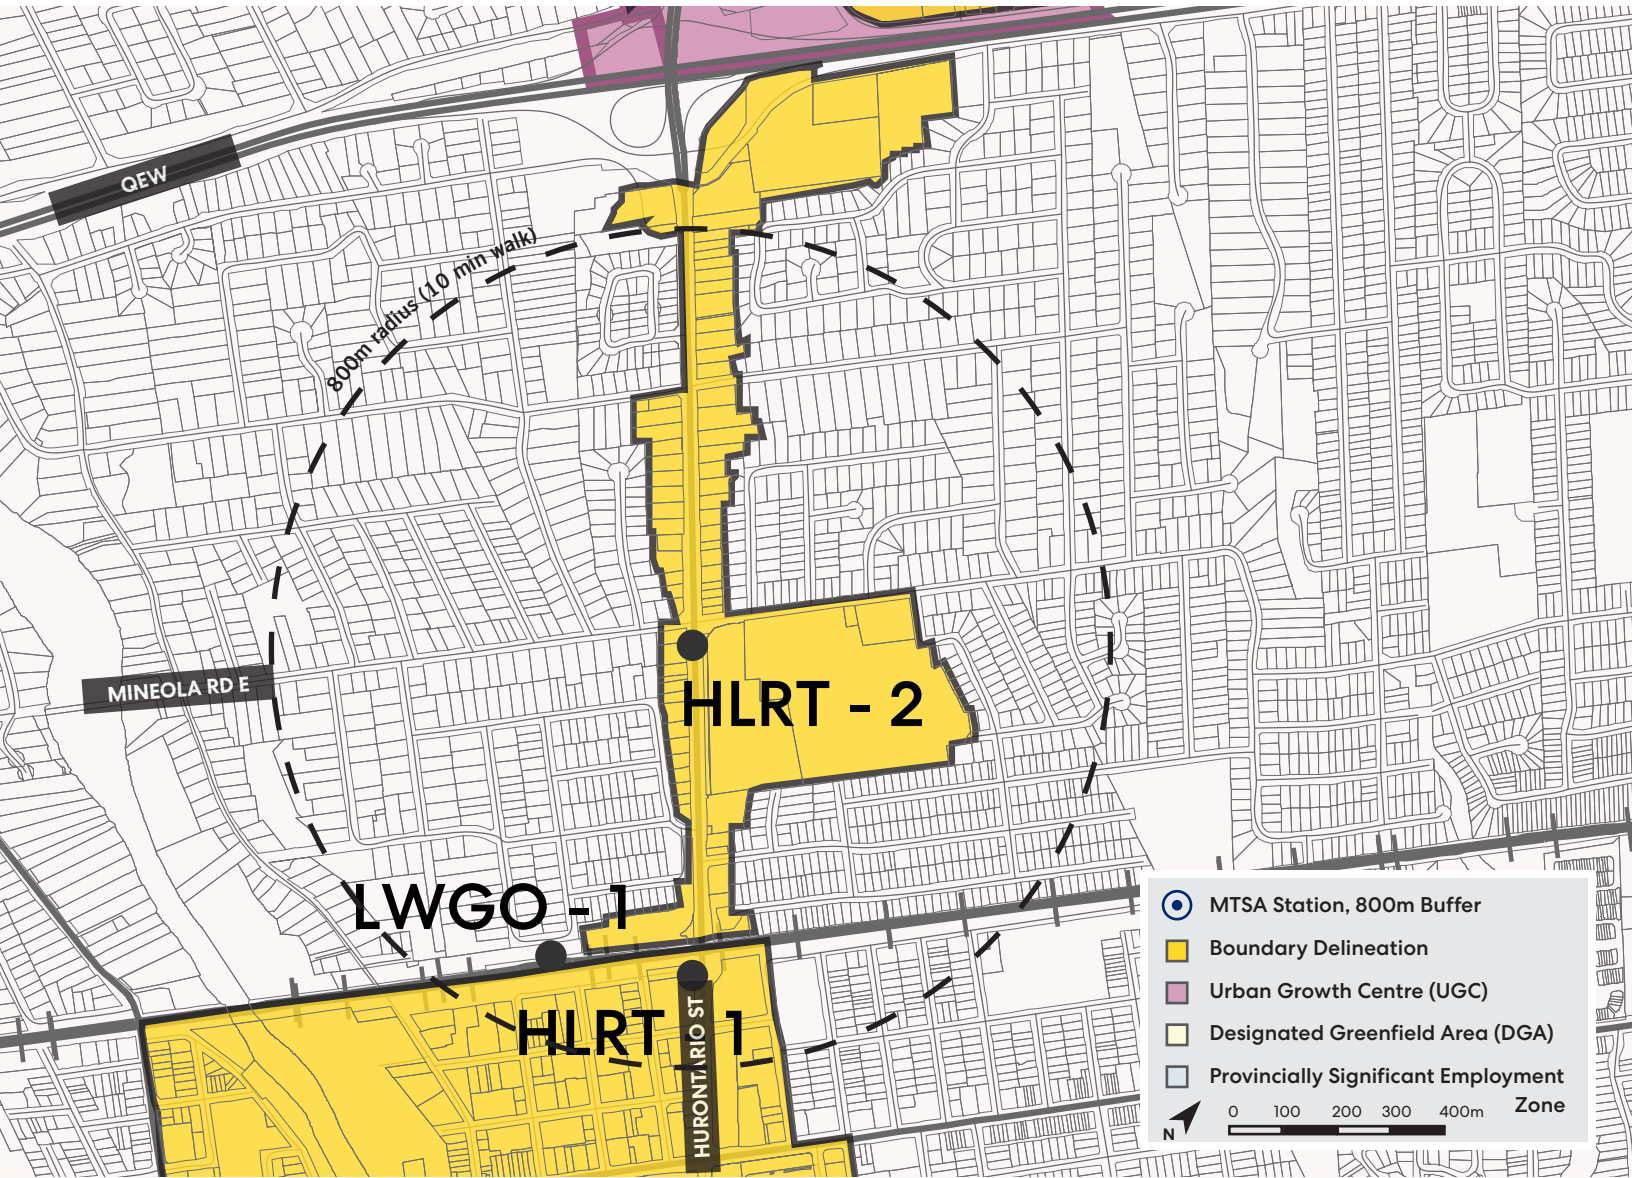 QEW
800m radius (10 min walk)
MINEOLA RD E
HLRT - 2
LWGO - 1
HLRT - 1
HURONTARIO ST
MTSA Station, 800m Buffer
Boundary Delineation
Urban Growth Centre (UGC)
Designated Greenfield Area (DGA)
Provincially Significant Employment
Zone
N
0 100 200 300 400m